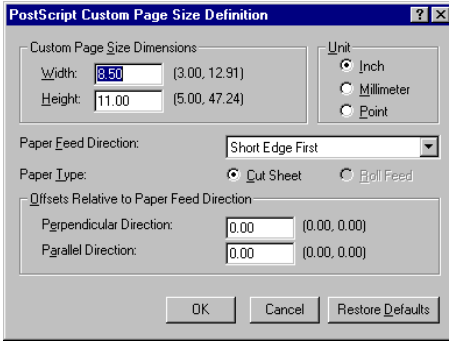 PostScript Custom Page Size Definition
Custom Page Size Dimensions
Width: 8.50 (3.00, 12.91)
Height: 11.00 (5.00, 47.24)
Unit
Inch
Millimeter
Point
Paper Feed Direction: Short Edge First
Paper Type: Cut Sheet Roll Feed
Offsets Relative to Paper Feed Direction
Perpendicular Direction: 0.00 (0.00, 0.00)
Parallel Direction: 0.00 (0.00, 0.00)
OK Cancel Restore Defaults